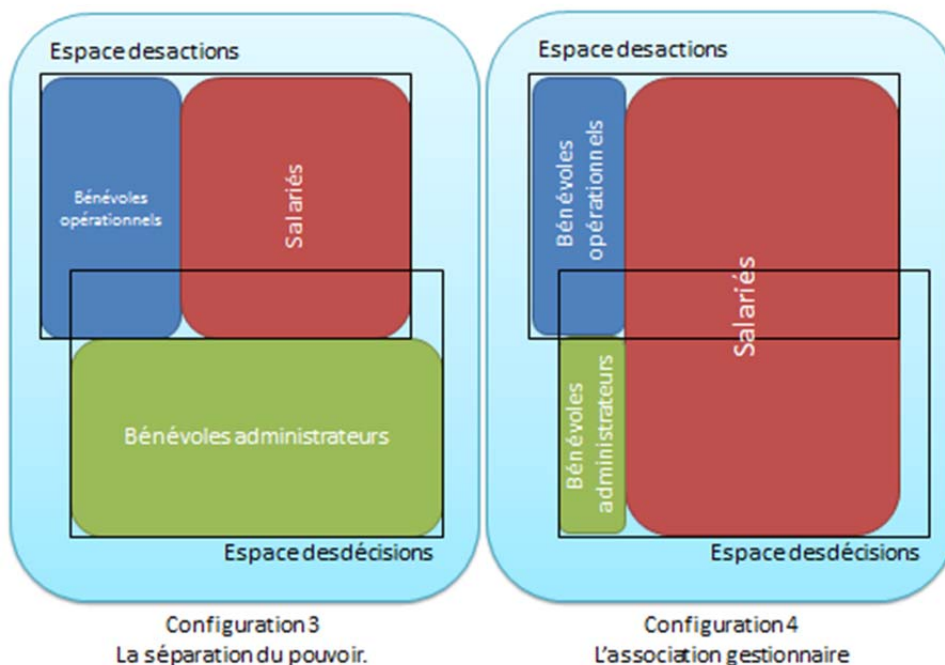 Espace desactions
Bénévoles
opérationnels
Salariés
Bénévoles administrateurs
Espace desdécisions
Configuration 3
La séparation du pouvoir.
Espace desactions
Bénévoles
opérationnels
Salariés
Bénévoles
administrateurs
Espace desdécisions
Configuration 4
L'association gestionnaire